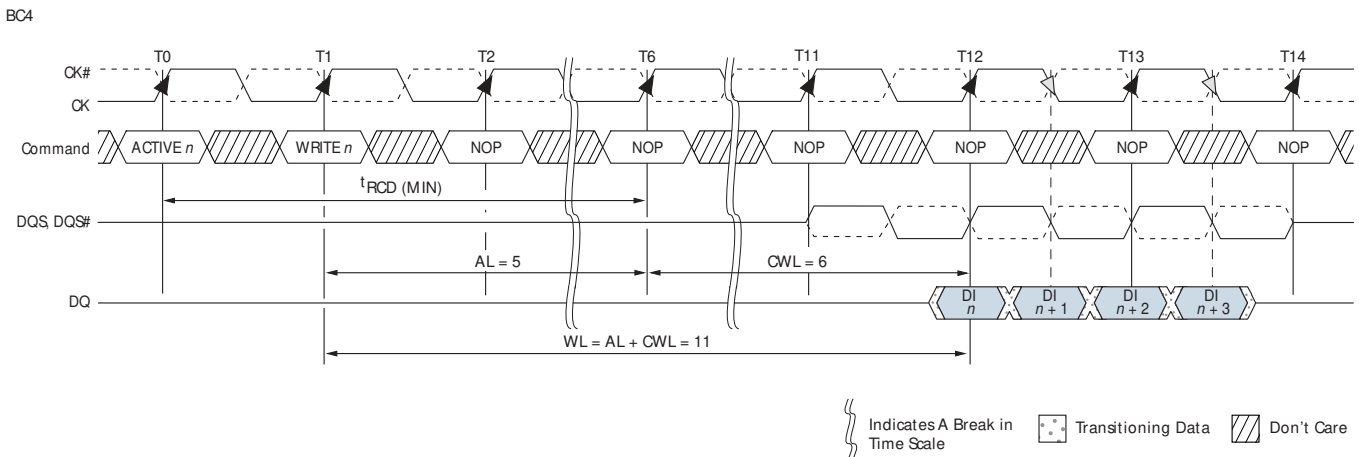 BC4
T0 T1 T2 T6 T11 T12 T13 T14
CK#
CK
Command ACTIVE n WRITE n NOP NOP NOP NOP NOP NOP
tRCD (MIN)
DQS, DQS#
AL = 5 CWL = 6
DQ DI n DI n + 1 DI n + 2 DI n + 3
WL = AL + CWL = 11
Indicates A Break in
Time Scale
Transitioning Data
Don't Care